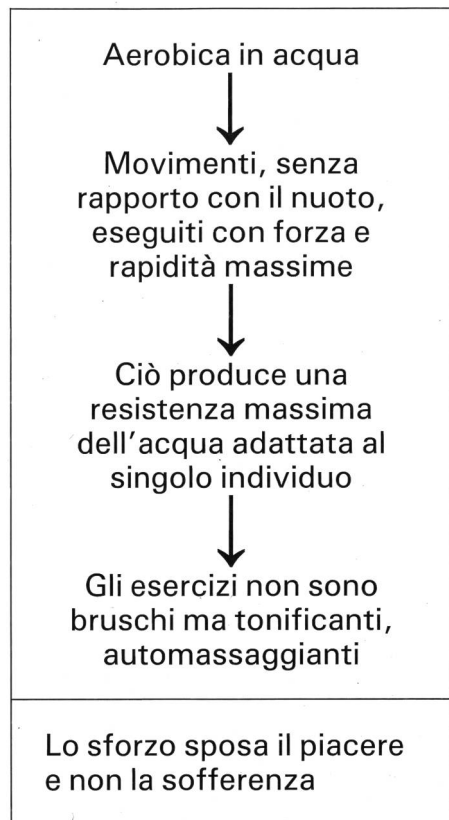 Aerobica in acqua
Movimenti, senza
rapporto con il nuoto,
eseguiti con forza e
rapidità massime
Ciò produce una
resistenza massima
dell'acqua adattata al
singolo individuo
Gli esercizi non sono
bruschi ma tonificanti,
automassaggianti
Lo sforzo sposa il piacere
e non la sofferenza